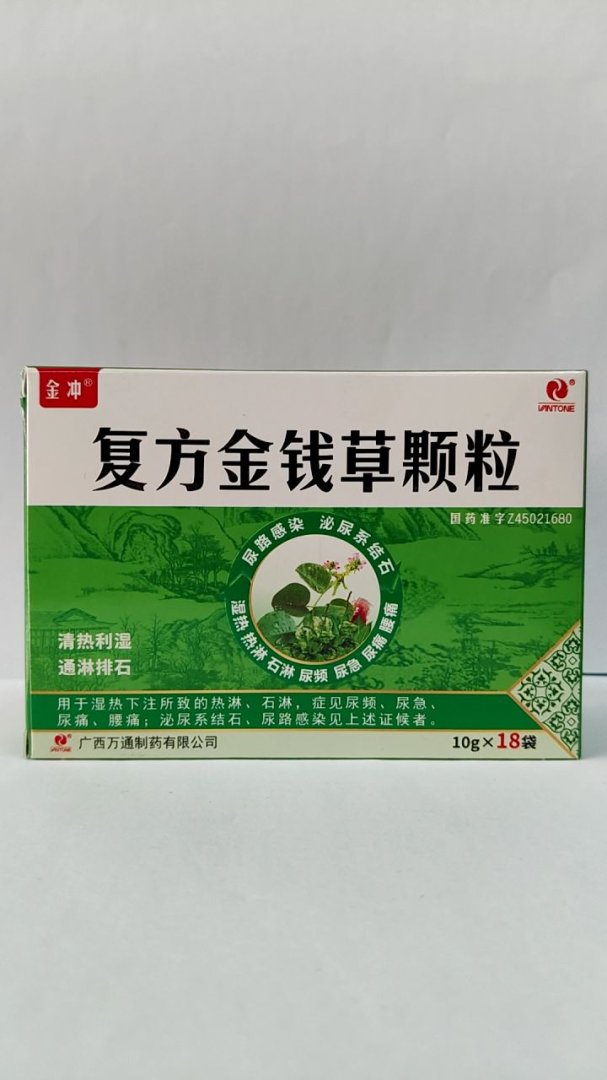 金冲®
VANTONE®
复方金钱草颗粒
国药准字Z45021680
尿路感染 泌尿系结石
湿热 热淋 石淋 尿频 尿急 尿痛 腰痛
清热利湿
通淋排石
用于湿热下注所致的热淋、石淋，症见尿频、尿急、
尿痛、腰痛；泌尿系结石、尿路感染见上述证候者。
VANTONE 广西万通制药有限公司
10g×18袋